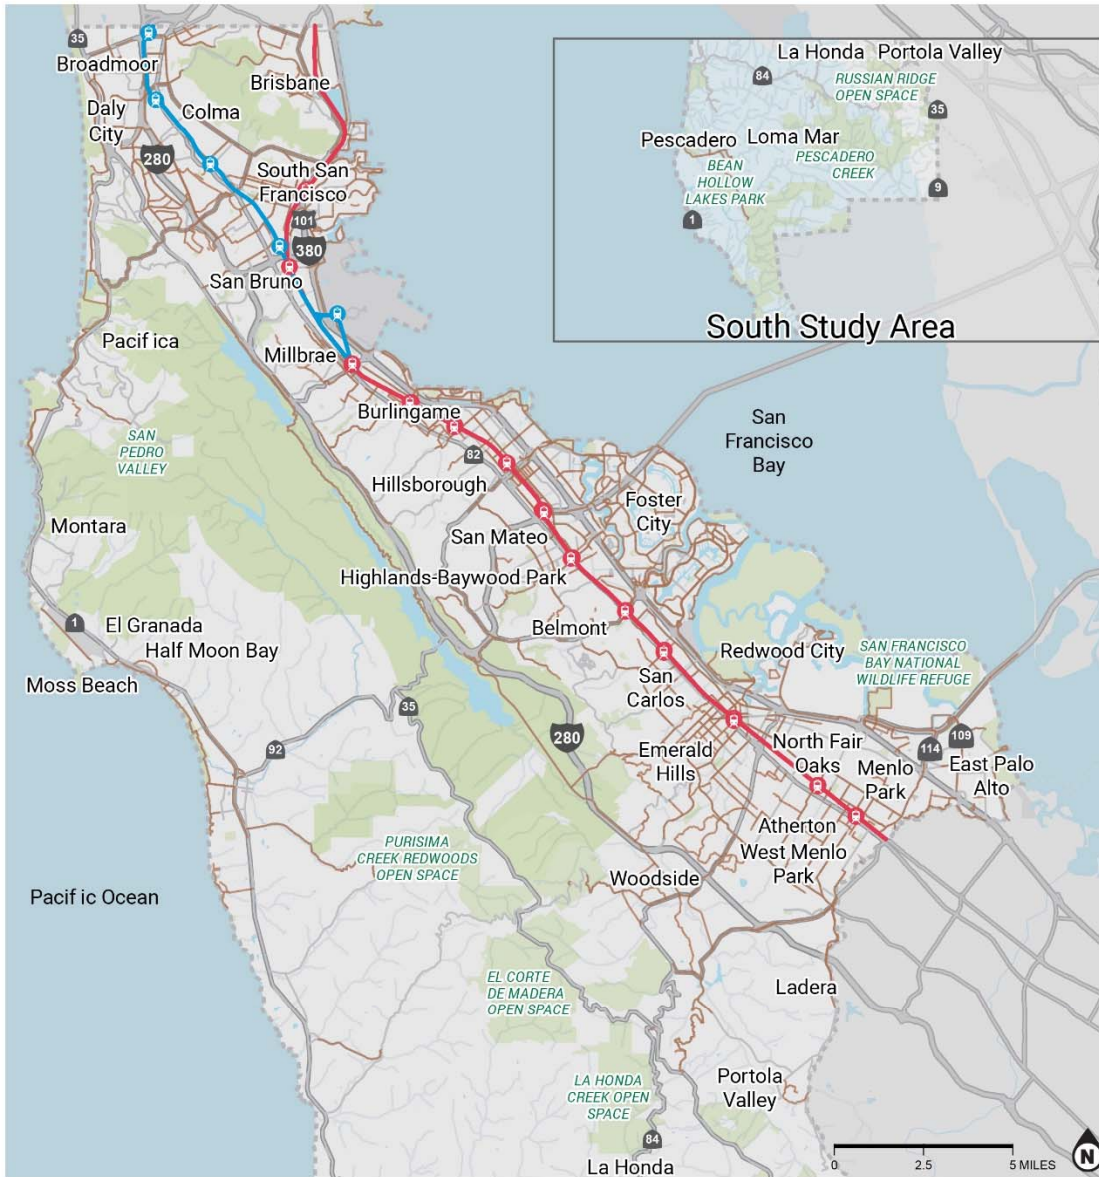 35
Broadmoor
Brisbane
Daly
City
Colma
280
South San
Francisco
101
380
San Bruno
Pacif ica
Millbrae
Burlingame
SAN
PEDRO
VALLEY
82
Hillsborough
San
Francisco
Bay
Foster
City
Montara
San Mateo
Highlands-Baywood Park
1
El Granada
Half Moon Bay
Moss Beach
Belmont
Redwood City
SAN FRANCISCO
BAY NATIONAL
WILDLIFE REFUGE
San
Carlos
35
92
280
Emerald
Hills
North Fair
Oaks
Menlo
Park
114
109
East Palo
Alto
Atherton
West Menlo
Park
PURISIMA
CREEK REDWOODS
OPEN SPACE
Woodside
Pacif ic Ocean
EL CORTE
DE MADERA
OPEN SPACE
Ladera
LA HONDA
CREEK OPEN
SPACE
Portola
Valley
84
La Honda
La Honda
Portola Valley
84
RUSSIAN RIDGE
OPEN SPACE
35
Pescadero
Loma Mar
BEAN
HOLLOW
LAKES PARK
PESCADERO
CREEK
9
1
South Study Area
0
2.5
5 MILES
N